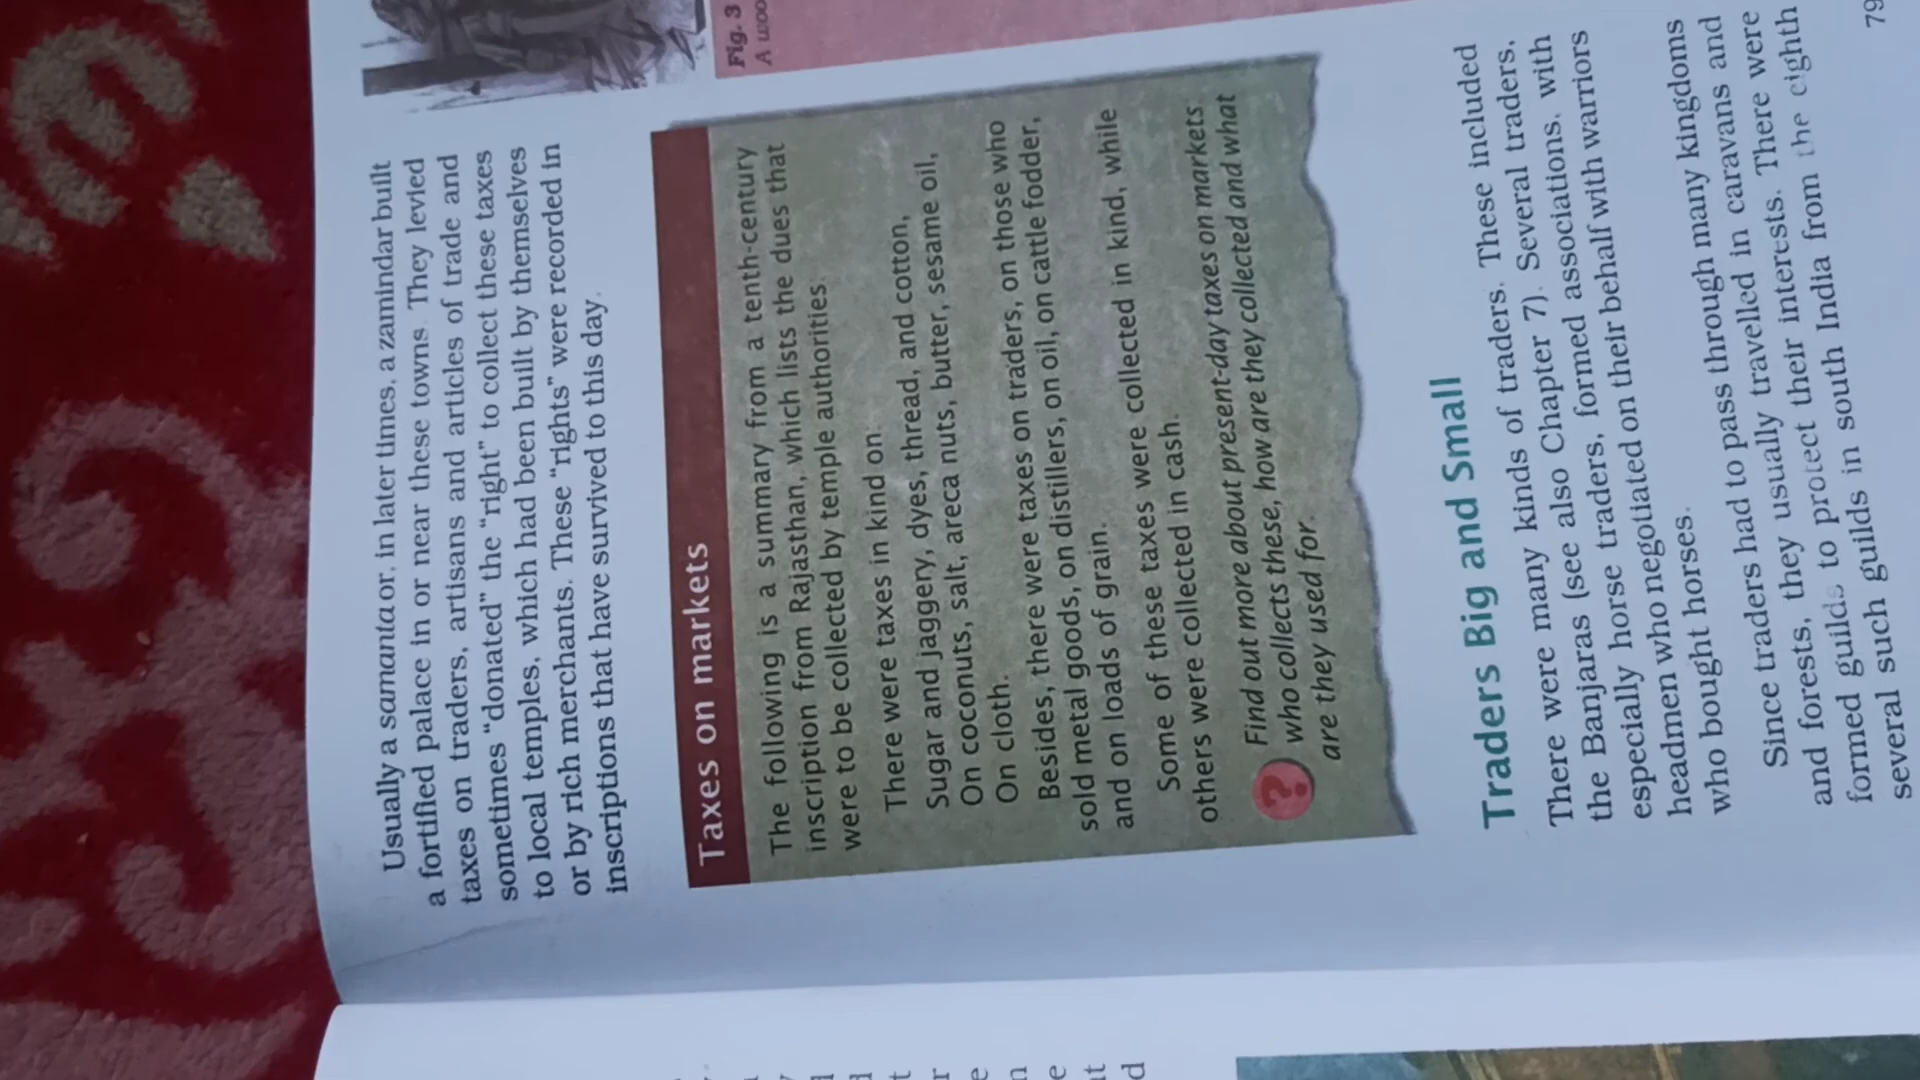 Usually a samanta or, in later times, a zamindar built
a fortified palace in or near these towns. They levied
taxes on traders, artisans and articles of trade and
sometimes “donated” the “right” to collect these taxes
to local temples, which had been built by themselves
or by rich merchants. These “rights” were recorded in
inscriptions that have survived to this day.
Taxes on markets
The following is a summary from a tenth-century
inscription from Rajasthan, which lists the dues that
were to be collected by temple authorities:
There were taxes in kind on:
Sugar and jaggery, dyes, thread, and cotton,
On coconuts, salt, areca nuts, butter, sesame oil,
On cloth.
Besides, there were taxes on traders, on those who
sold metal goods, on distillers, on oil, on cattle fodder,
and on loads of grain.
Some of these taxes were collected in kind, while
others were collected in cash.
? Find out more about present-day taxes on markets:
who collects these, how are they collected and what
are they used for.
Traders Big and Small
There were many kinds of traders. These included
the Banjaras (see also Chapter 7). Several traders,
especially horse traders, formed associations, with
headmen who negotiated on their behalf with warriors
who bought horses.
Since traders had to pass through many kingdoms
and forests, they usually travelled in caravans and
formed guilds to protect their interests. There were
several such guilds in south India from the eighth
79
Fig. 3
A